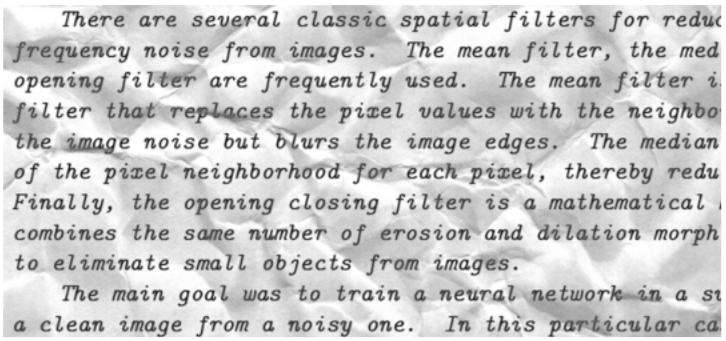 There are several classic spatial filters for reduc
frequency noise from images. The mean filter, the med
opening filter are frequently used. The mean filter i
filter that replaces the pixel values with the neighbo
the image noise but blurs the image edges. The median
of the pixel neighborhood for each pixel, thereby redu
Finally, the opening closing filter is a mathematical
combines the same number of erosion and dilation morph
to eliminate small objects from images.
The main goal was to train a neural network in a su
a clean image from a noisy one. In this particular ca